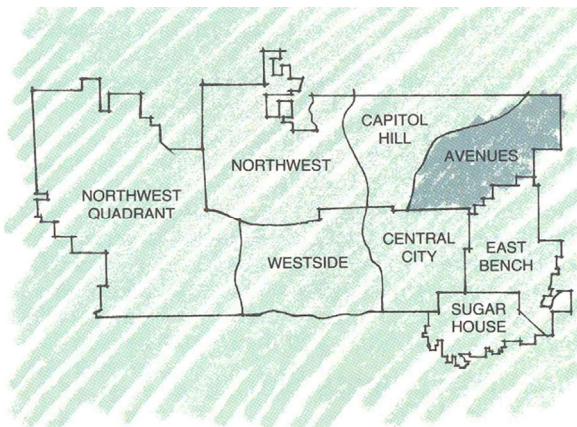 CAPITOL
HILL
AVENUES
NORTHWEST
NORTHWEST
QUADRANT
CENTRAL
CITY
EAST
BENCH
WESTSIDE
SUGAR
HOUSE